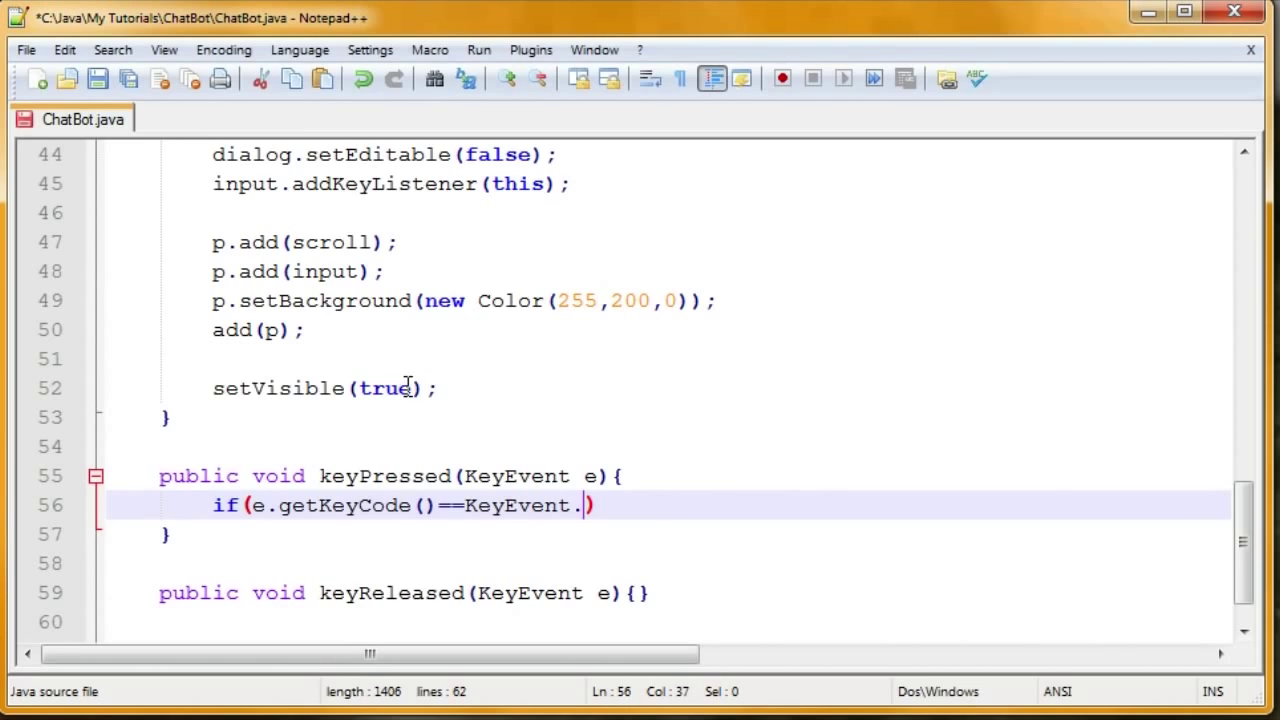 *C:\Java\My Tutorials\ChatBot\ChatBot.java - Notepad++
File Edit Search View Encoding Language Settings Macro Run Plugins Window ? X
ABC
ChatBot.java
44 dialog.setEditable(false);
45 input.addKeyListener(this);
46
47 p.add(scroll);
48 p.add(input);
49 p.setBackground(new Color(255,200,0));
50 add(p);
51
52 setVisible(true);
53 }
54
55 public void keyPressed(KeyEvent e){
56 if(e.getKeyCode()==KeyEvent.)
57 }
58
59 public void keyReleased(KeyEvent e){}
60
Java source file length : 1406 lines : 62 Ln : 56 Col : 37 Sel : 0 Dos\Windows ANSI INS